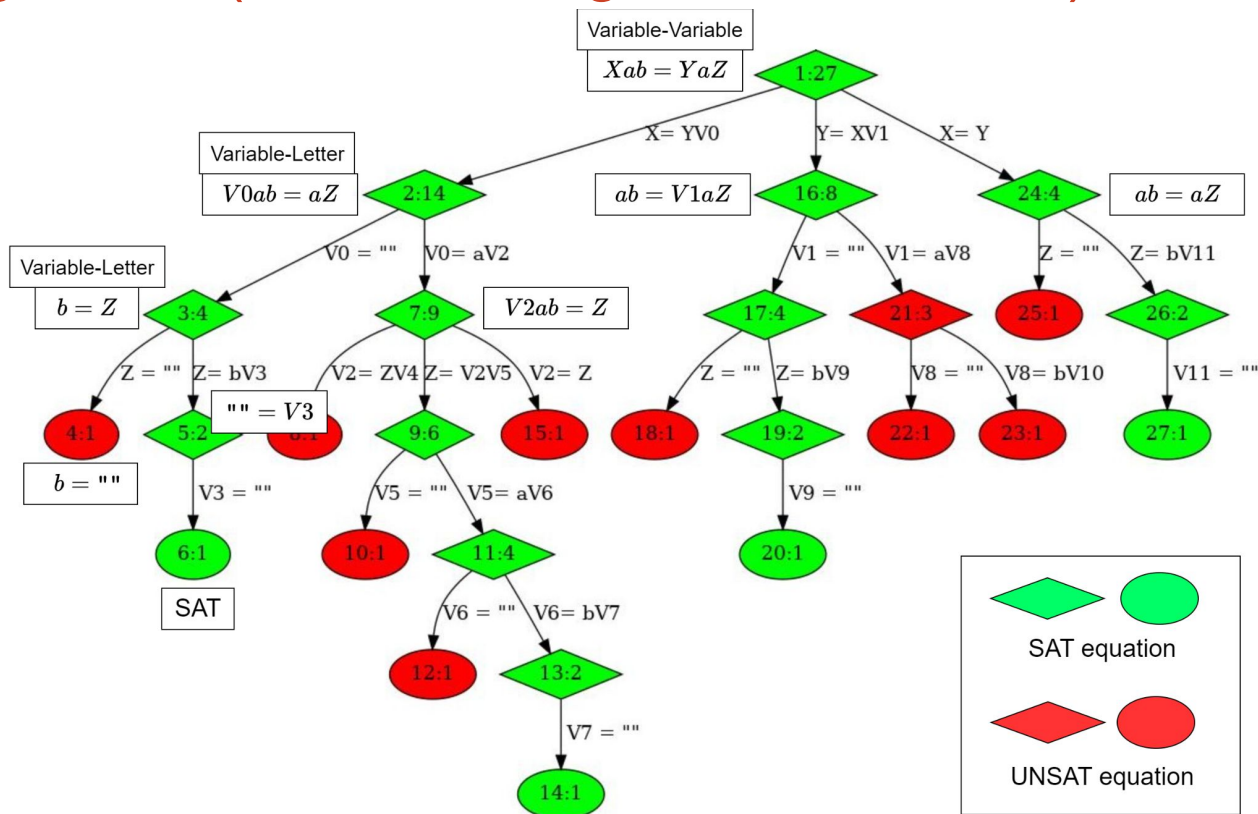 Variable-Variable
Xab = YaZ
1:27
X= YV0
Y= XV1
X= Y
Variable-Letter
V0ab = aZ
2:14
ab = V1aZ
16:8
24:4
ab = aZ
V0 = ""
V0= aV2
V1 = ""
V1= aV8
Z = ""
Z= bV11
Variable-Letter
b = Z
3:4
7:9
V2ab = Z
17:4
21:3
25:1
26:2
Z = ""
Z= bV3
V2= ZV4
Z= V2V5
V2= Z
Z = ""
Z= bV9
V8 = ""
V8= bV10
V11 = ""
4:1
5:2
"" = V3
9:6
15:1
18:1
19:2
22:1
23:1
27:1
b = ""
V3 = ""
V5 = ""
V5= aV6
V9 = ""
6:1
10:1
11:4
20:1
SAT
V6 = ""
V6= bV7
SAT equation
12:1
13:2
V7 = ""
UNSAT equation
14:1